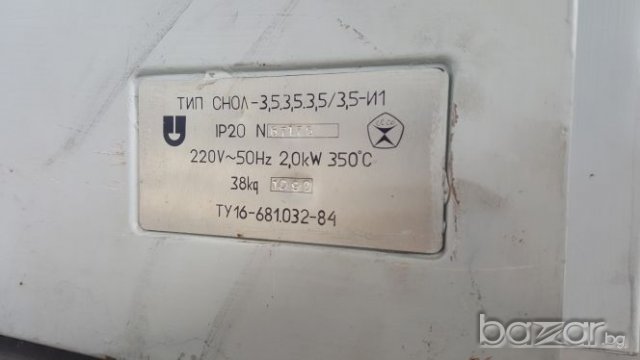 ТИП СНОЛ-3,5.3,5.3,5/3,5-И1
IP20 N
220V~50Hz 2,0kW 350°C
38kg
ТУ16-681.032-84
bazar.bg